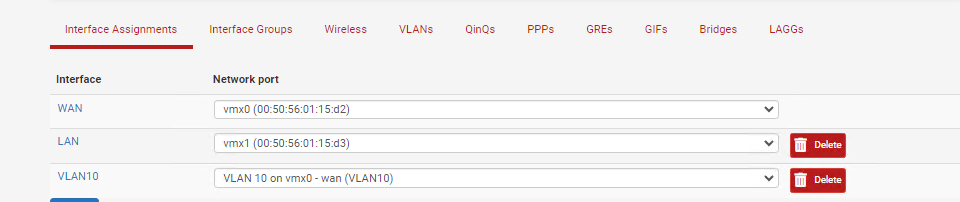 Interface Assignments Interface Groups Wireless VLANs QinQs PPPs GREs GIFs Bridges LAGGs
Interface Network port
WAN vmx0 (00:50:56:01:15:d2)
LAN vmx1 (00:50:56:01:15:d3) Delete
VLAN10 VLAN 10 on vmx0 - wan (VLAN10) Delete